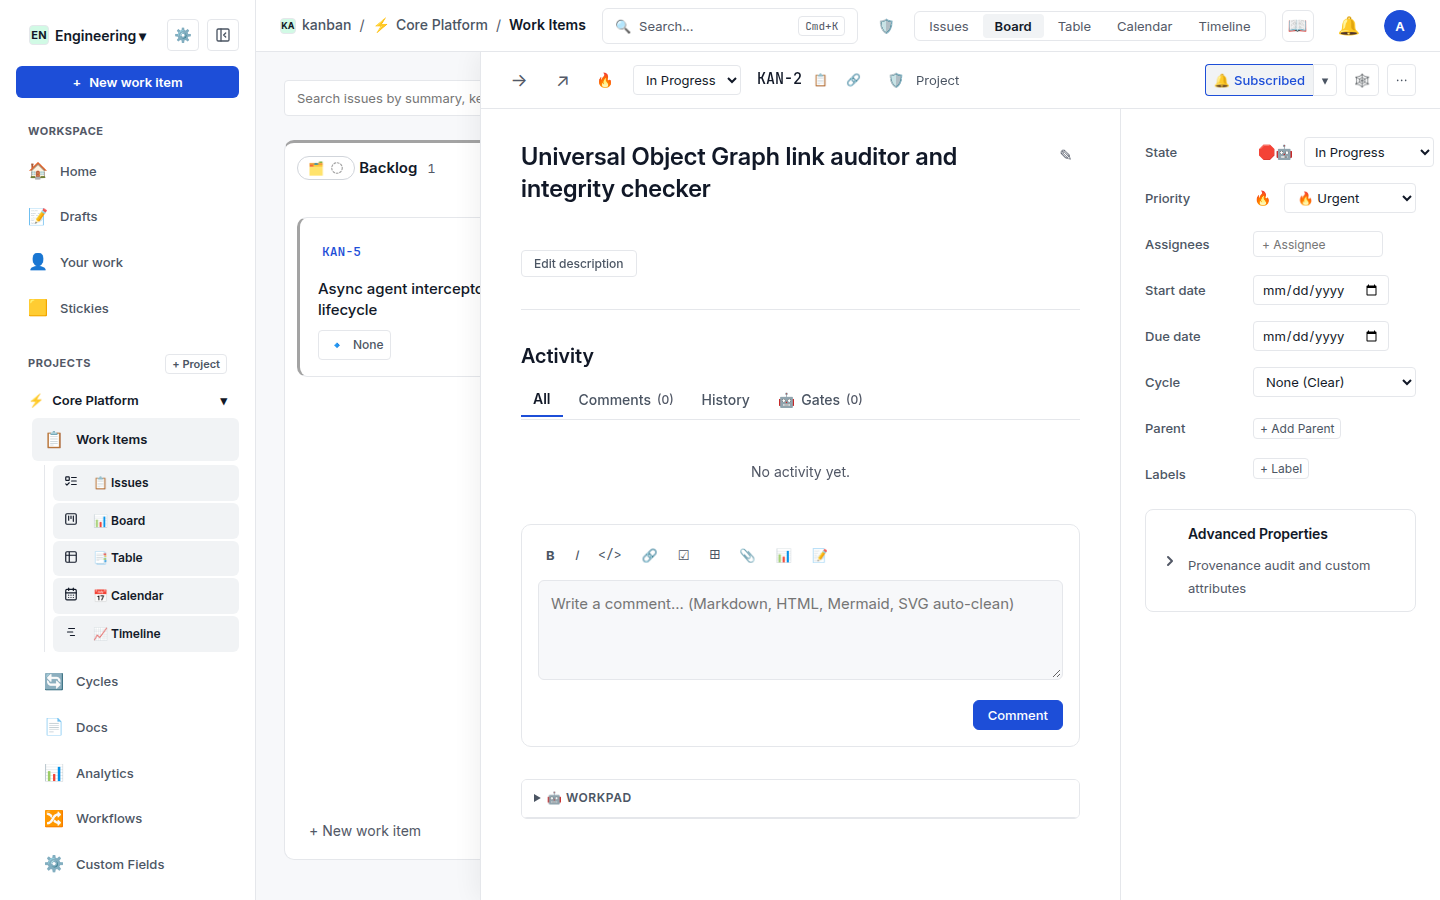 EN Engineering ▾
+ New work item
WORKSPACE
🏠 Home
📝 Drafts
👤 Your work
🟨 Stickies
PROJECTS
+ Project
⚡ Core Platform ▾
📋 Work Items
📋 Issues
📊 Board
📑 Table
📅 Calendar
📈 Timeline
🔄 Cycles
📄 Docs
📊 Analytics
🔀 Workflows
⚙️ Custom Fields
KA kanban / ⚡ Core Platform / Work Items
🔍 Search... Cmd+K
Issues Board Table Calendar Timeline
A
Search issues by summary, ke
Backlog 1
KAN-5
Async agent intercepto
lifecycle
None
+ New work item
→ ↗ 🔥 In Progress KAN-2 📋 🔗 🛡️ Project
🔔 Subscribed ▾ 🕸️ ...
Universal Object Graph link auditor and
integrity checker
✎
Edit description
Activity
All Comments (0) History 🤖 Gates (0)
No activity yet.
B I </> 🔗 ☑ ⊞ 📎 📊 📝
Write a comment... (Markdown, HTML, Mermaid, SVG auto-clean)
Comment
▶ 🤖 WORKPAD
State 🛑🤖 In Progress
Priority 🔥 🔥 Urgent
Assignees + Assignee
Start date mm/dd/yyyy
Due date mm/dd/yyyy
Cycle None (Clear)
Parent + Add Parent
Labels + Label
Advanced Properties
Provenance audit and custom
attributes